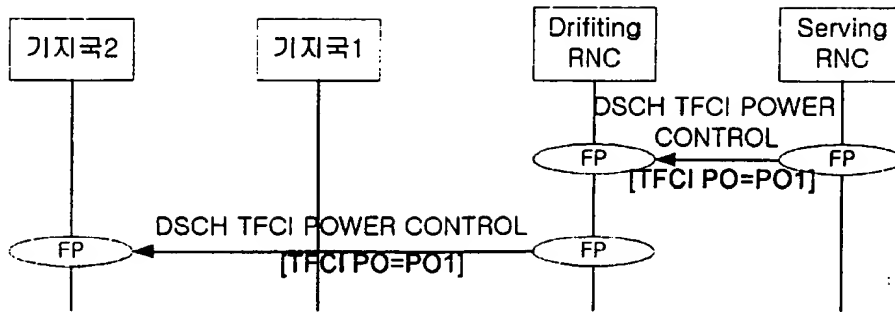 기지국2
기지국1
Drifiting
RNC
Serving
RNC
DSCH TFCI POWER
CONTROL
FP
FP
[TFCI PO=PO1]
DSCH TFCI POWER CONTROL
FP
FP
[TFCI PO=PO1]